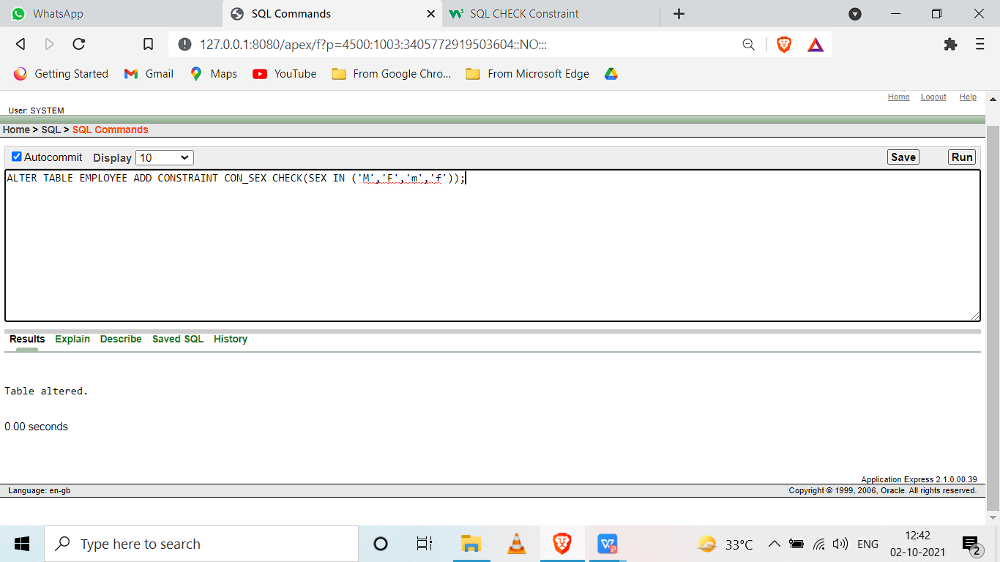 WhatsApp
SQL Commands
SQL CHECK Constraint
127.0.0.1:8080/apex/f?p=4500:1003:3405772919503604::NO:::
Getting Started Gmail Maps YouTube From Google Chro... From Microsoft Edge
Home Logout Help
User: SYSTEM
Home > SQL > SQL Commands
Autocommit Display 10 Save Run
ALTER TABLE EMPLOYEE ADD CONSTRAINT CON_SEX CHECK(SEX IN ('M','F','m','f'));
Results Explain Describe Saved SQL History
Table altered.
0.00 seconds
Application Express 2.1.0.00.39
Language: en-gb Copyright © 1999, 2006, Oracle. All rights reserved.
Type here to search
33°C ENG
12:42
02-10-2021
2